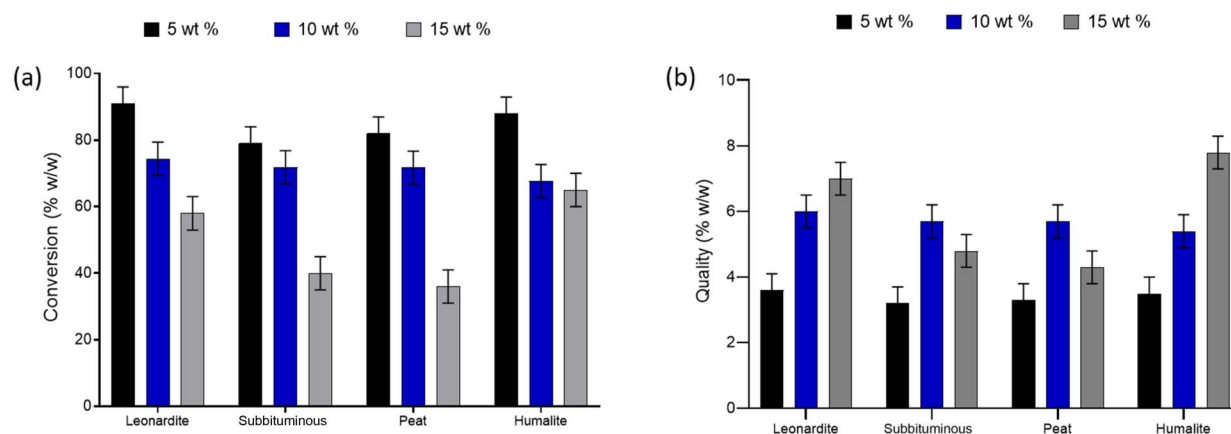 5 wt % 10 wt % 15 wt %
(a)
Conversion (% w/w)
100
80
60
40
20
0
Leonardite Subbituminous Peat Humalite
5 wt % 10 wt % 15 wt %
(b)
Quality (% w/w)
10
8
6
4
2
0
Leonardite Subbituminous Peat Humalite